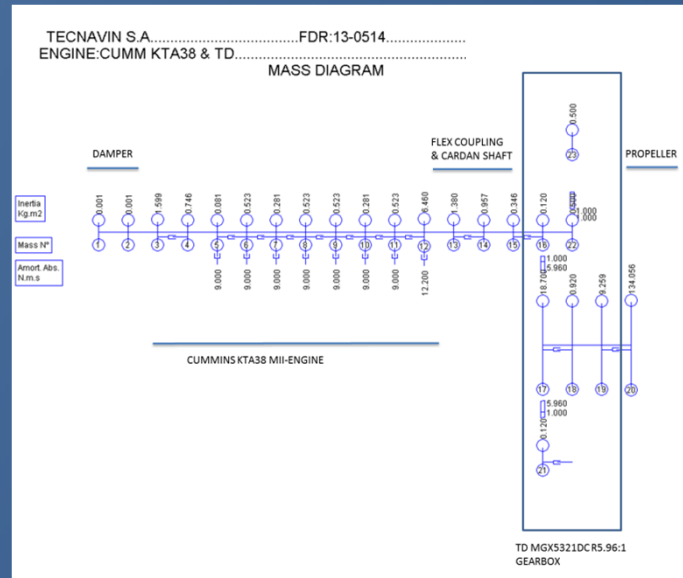 TECNAVIN S.A..................................FDR:13-0514..................
ENGINE:CUMM KTA38 & TD.....................................................
MASS DIAGRAM
DAMPER
FLEX COUPLING
& CARDAN SHAFT
PROPELLER
0.500
23
Inertia
Kg.m2
0.001 0.001 1.599 0.746 0.081 0.523 0.281 0.523 0.523 0.281 0.523 6.460 1.380 0.957 0.346 0.120
1.000
1.000
Mass N°
1 2 3 4 5 6 7 8 9 10 11 12 13 14 15 16 22
Amort. Abs.
N.m.s
9.000 9.000 9.000 9.000 9.000 9.000 9.000 12.200
1.000
5.960
18.700 0.920 9.259 134.056
CUMMINS KTA38 MII-ENGINE
17 18 19 20
5.960
1.000
0.120
21
TD MGX5321DC R5.96:1
GEARBOX